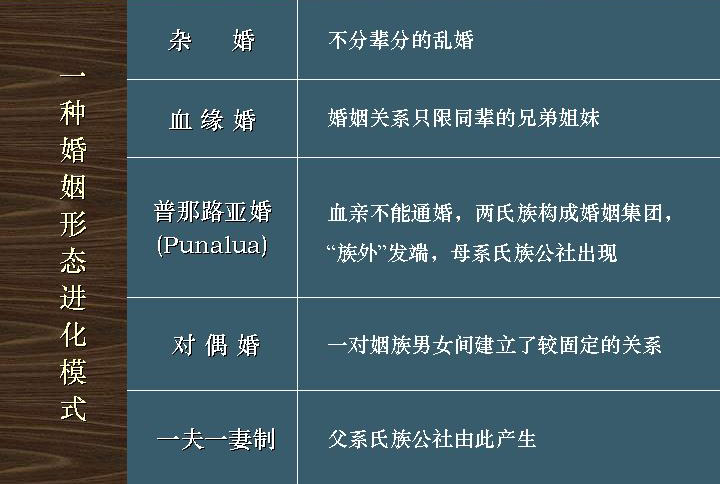 一种婚姻形态进化模式
杂 婚
不分辈分的乱婚
血缘婚
婚姻关系只限同辈的兄弟姐妹
普那路亚婚
(Punalua)
血亲不能通婚，两氏族构成婚姻集团，
“族外”发端，母系氏族公社出现
对偶婚
一对姻族男女间建立了较固定的关系
一夫一妻制
父系氏族公社由此产生